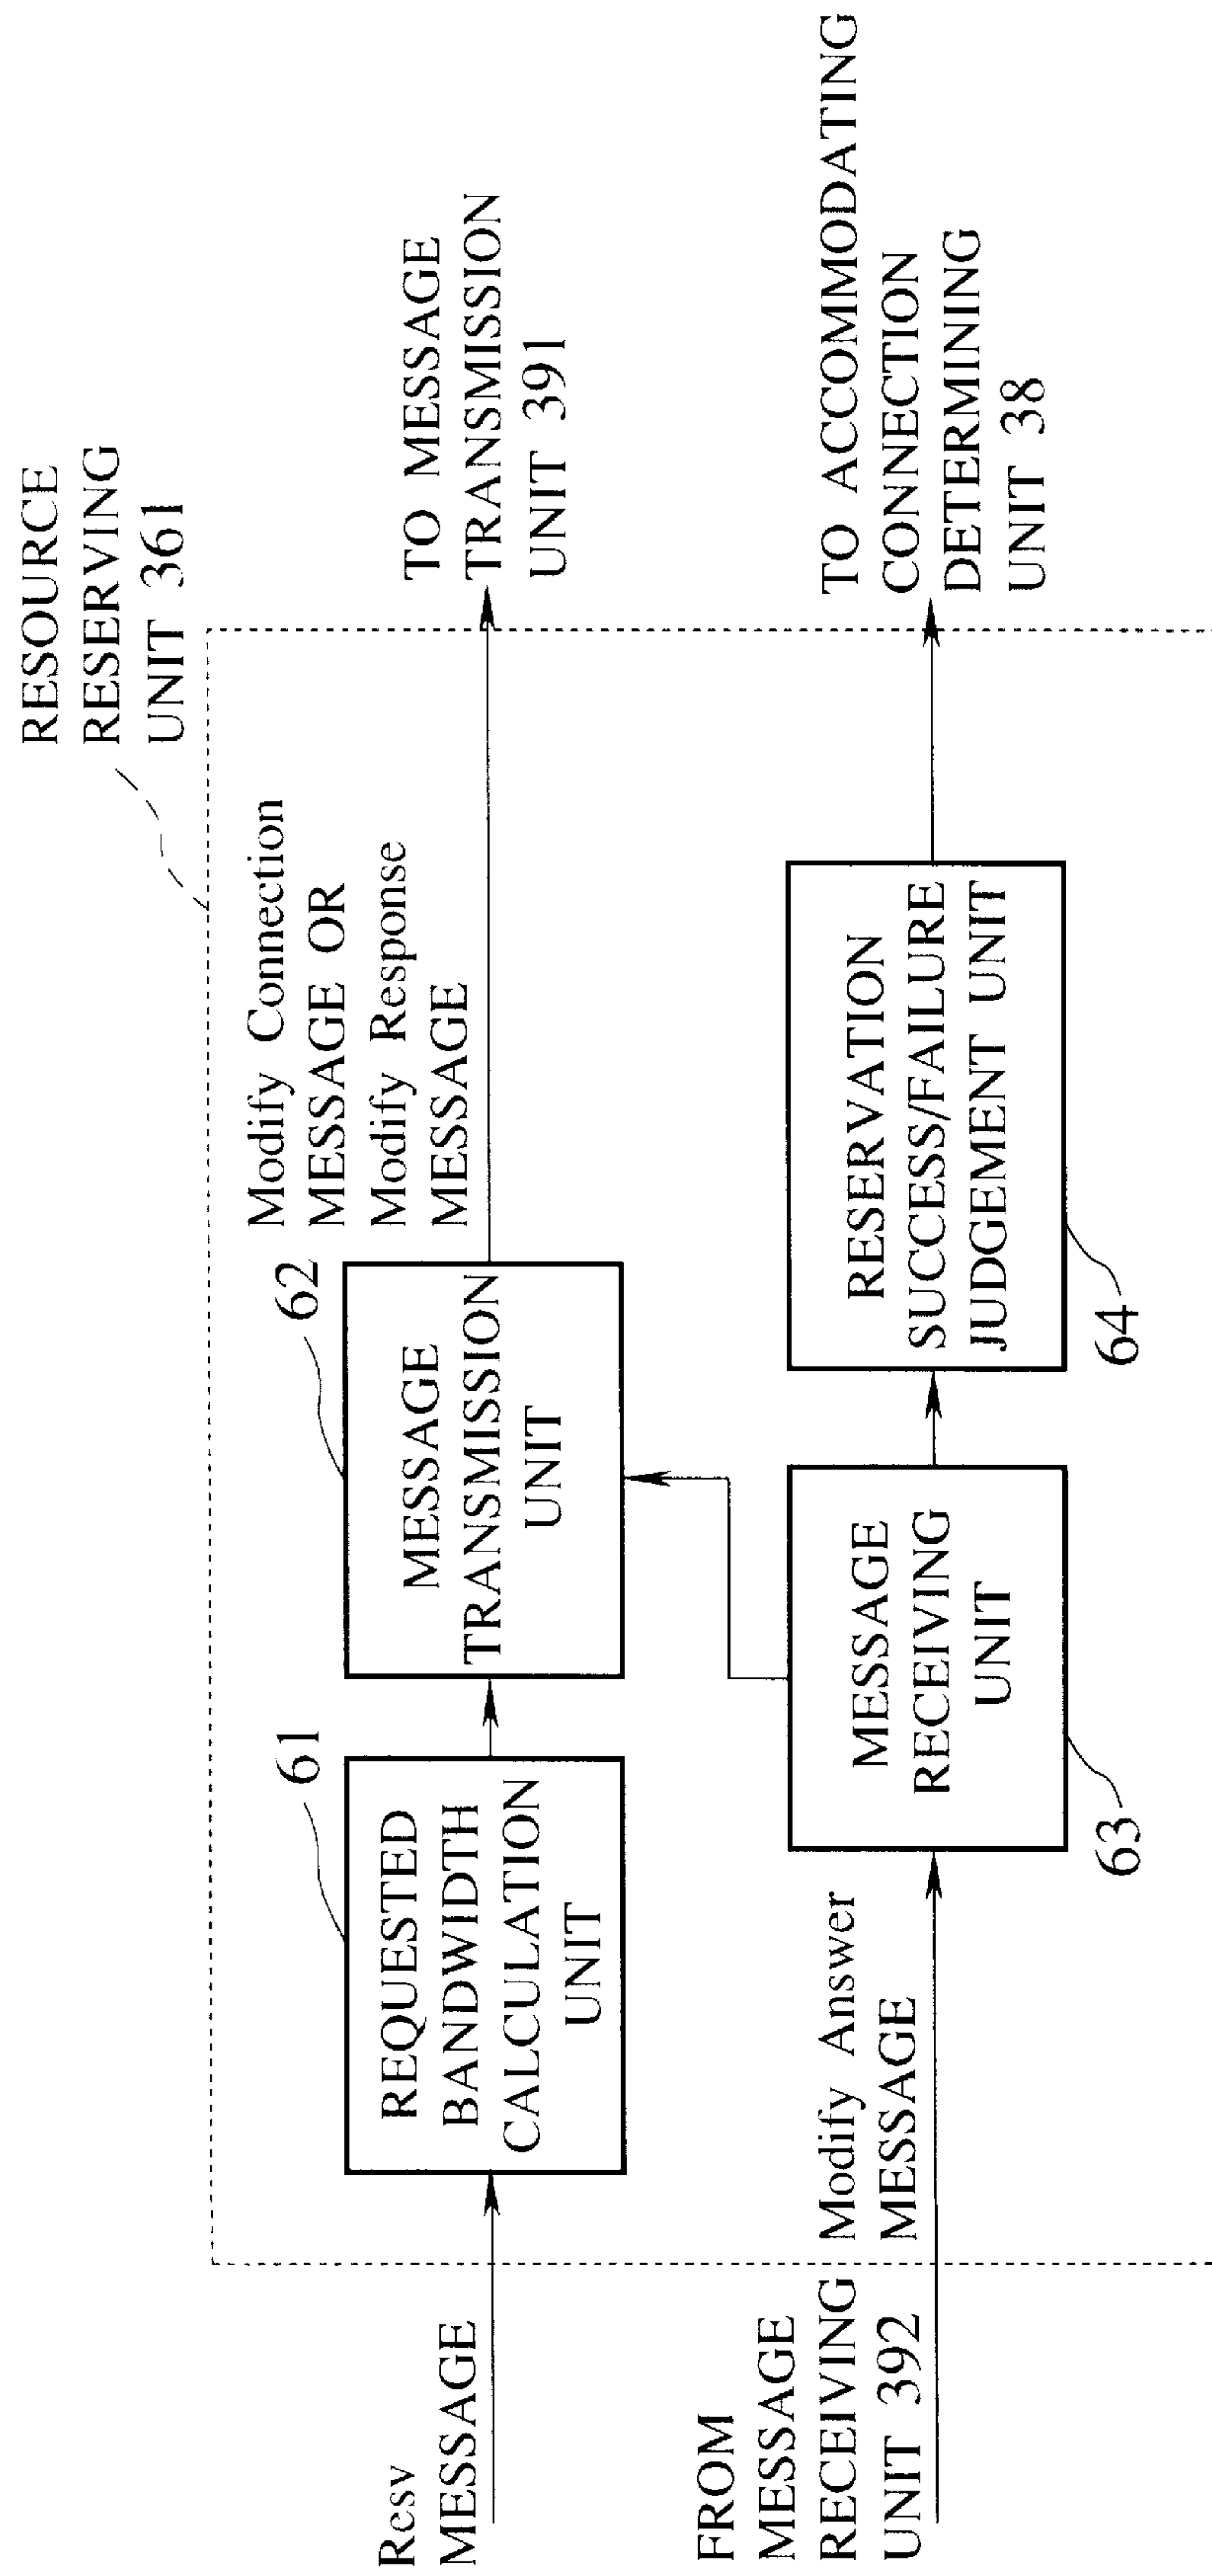 RESOURCE
RESERVING
UNIT 361
Resv
MESSAGE
61
REQUESTED
BANDWIDTH
CALCULATION
UNIT
62
MESSAGE
TRANSMISSION
UNIT
Modify Connection
MESSAGE OR
Modify Response
MESSAGE
TO MESSAGE
TRANSMISSION
UNIT 391
FROM
MESSAGE
RECEIVING
UNIT 392
Modify Answer
MESSAGE
MESSAGE
RECEIVING
UNIT
63
RESERVATION
SUCCESS/FAILURE
JUDGEMENT UNIT
64
TO ACCOMMODATING
CONNECTION
DETERMINING
UNIT 38